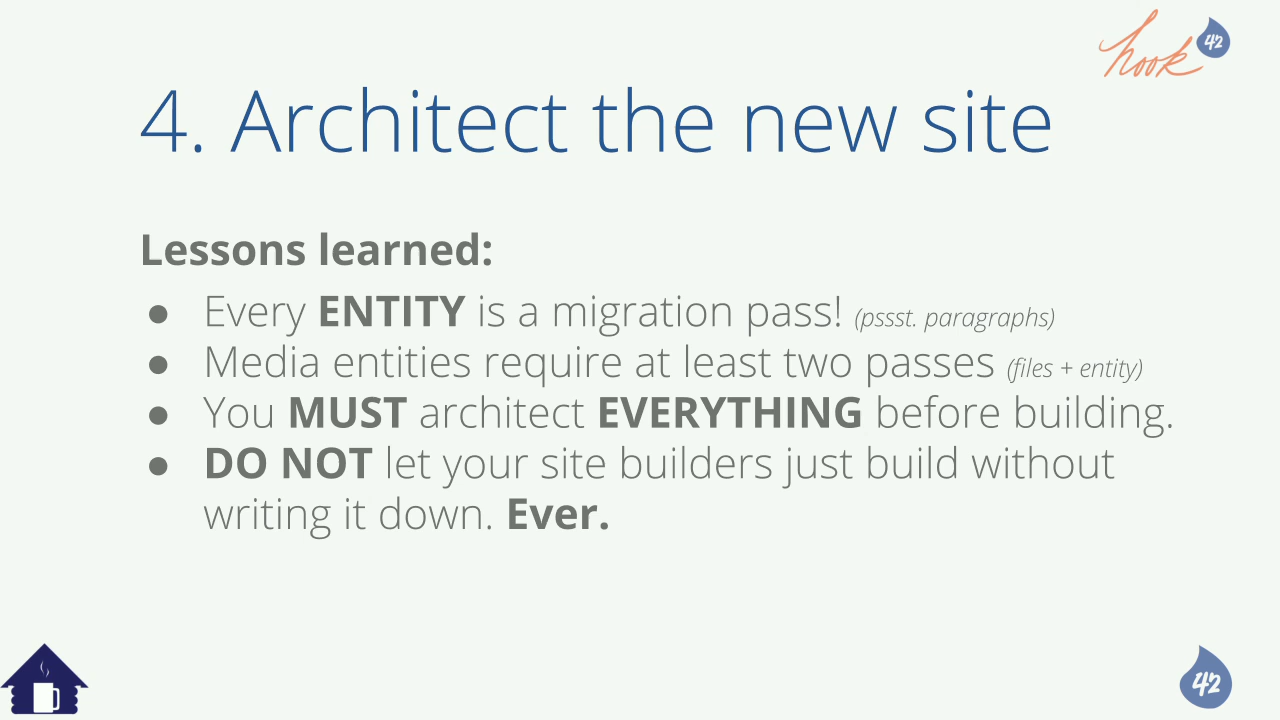 hook 42
4. Architect the new site
Lessons learned:
● Every ENTITY is a migration pass! (pssst. paragraphs)
● Media entities require at least two passes (files + entity)
● You MUST architect EVERYTHING before building.
● DO NOT let your site builders just build without
writing it down. Ever.
42